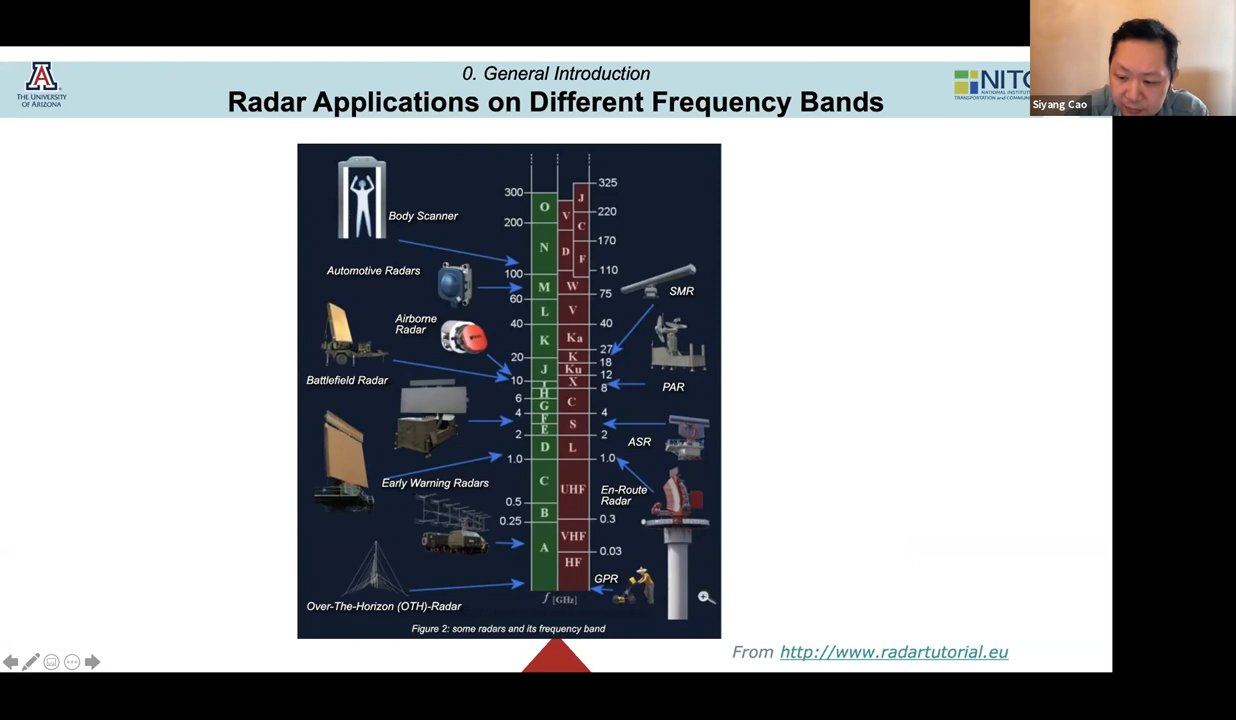 0. General Introduction
Radar Applications on Different Frequency Bands
THE UNIVERSITY
OF ARIZONA
Siyang Cao
Body Scanner
Automotive Radars
Airborne
Radar
Battlefield Radar
Early Warning Radars
Over-The-Horizon (OTH)-Radar
300
200
100
60
40
20
10
6
4
2
1.0
0.5
0.25
O
N
M
L
K
J
I
H
G
F
E
D
C
B
A
J
V
C
D
F
W
V
Ka
K
Ku
X
C
S
L
UHF
VHF
HF
325
220
170
110
75
40
27
18
12
8
4
2
1.0
0.3
0.03
SMR
PAR
ASR
En-Route
Radar
GPR
f [GHz]
Figure 2: some radars and its frequency band
From http://www.radartutorial.eu